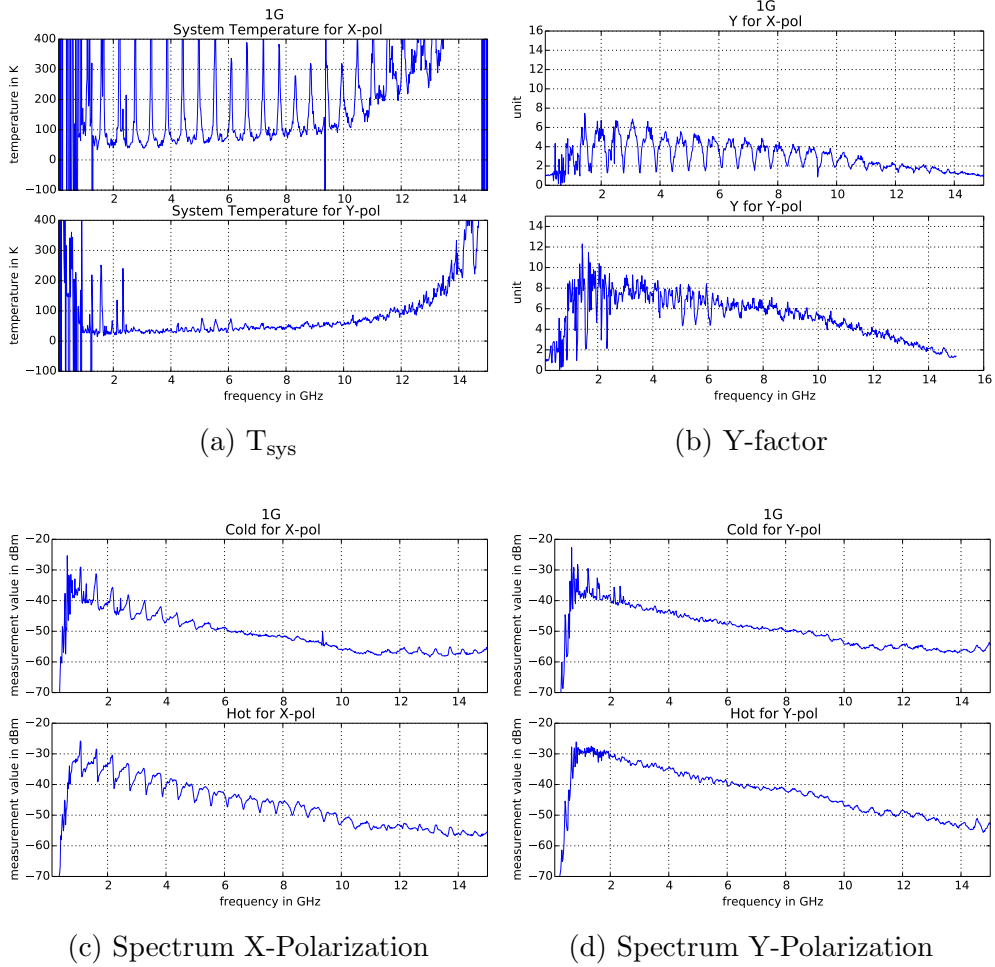 1G
System Temperature for X-pol
400
300
200
100
0
−100
temperature in K
System Temperature for Y-pol
400
300
200
100
0
−100
temperature in K
2 4 6 8 10 12 14
frequency in GHz
(a) Tsys
1G
Y for X-pol
16
14
12
10
8
6
4
2
0
unit
2 4 6 8 10 12 14
Y for Y-pol
14
12
10
8
6
4
2
0
unit
2 4 6 8 10 12 14 16
frequency in GHz
(b) Y-factor
1G
Cold for X-pol
−20
−30
−40
−50
−60
−70
measurement value in dBm
2 4 6 8 10 12 14
Hot for X-pol
−20
−30
−40
−50
−60
−70
measurement value in dBm
2 4 6 8 10 12 14
frequency in GHz
(c) Spectrum X-Polarization
1G
Cold for Y-pol
−20
−30
−40
−50
−60
−70
measurement value in dBm
2 4 6 8 10 12 14
Hot for Y-pol
−20
−30
−40
−50
−60
−70
measurement value in dBm
2 4 6 8 10 12 14
frequency in GHz
(d) Spectrum Y-Polarization